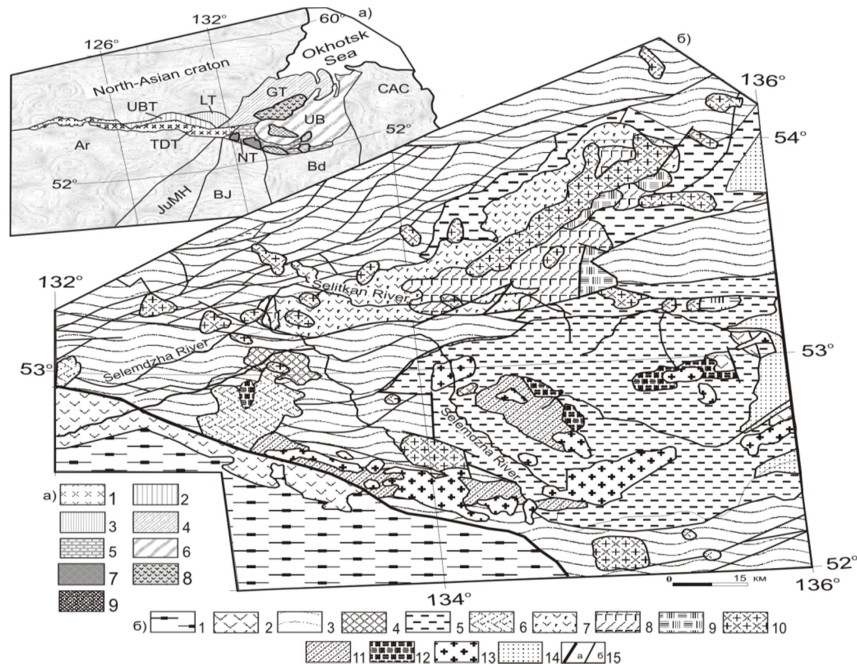 а)
132°
60°
126°
Okhotsk
Sea
б)
North-Asian craton
136°
GT
CAC
LT
UBT
UB
52°
54°
Ar
TDT
NT
Bd
52°
JuMH
BJ
132°
Selitkan River
Selemdzha River
53°
53°
Selemdzha River
а)
1
2
3
4
5
6
7
8
9
52°
0 15 км
136°
134°
б)
1
2
3
4
5
6
7
8
9
10
11
12
13
14
а
б
15